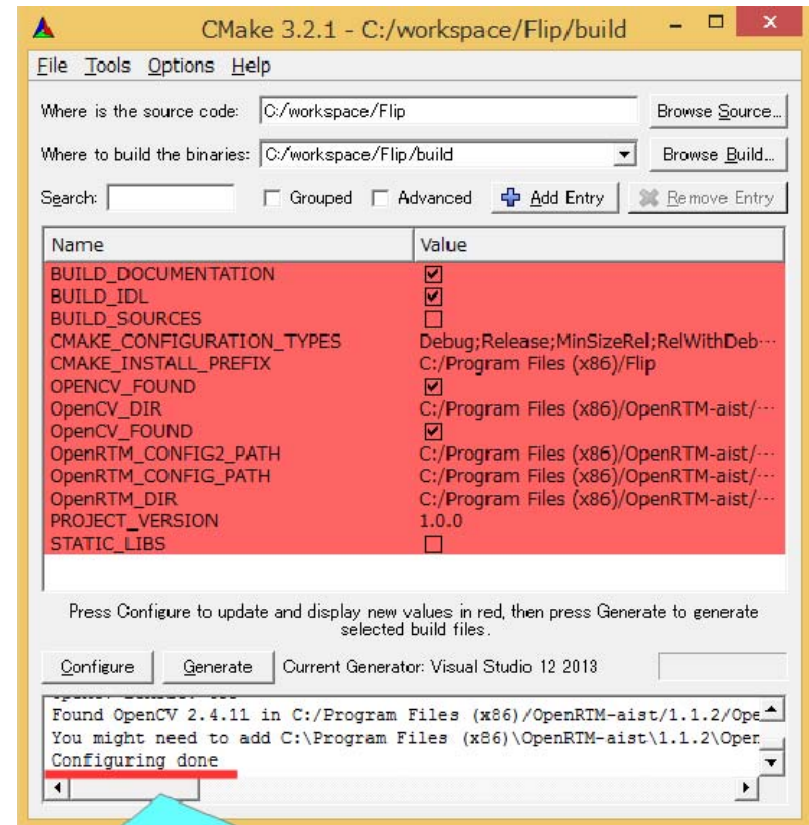 CMake 3.2.1 - C:/workspace/Flip/build
File Tools Options Help
Where is the source code: C:/workspace/Flip Browse Source...
Where to build the binaries: C:/workspace/Flip/build Browse Build...
Search: Grouped Advanced Add Entry Remove Entry
Name Value
BUILD_DOCUMENTATION
BUILD_IDL
BUILD_SOURCES
CMAKE_CONFIGURATION_TYPES Debug;Release;MinSizeRel;RelWithDeb...
CMAKE_INSTALL_PREFIX C:/Program Files (x86)/Flip
OPENCV_FOUND
OpenCV_DIR C:/Program Files (x86)/OpenRTM-aist/...
OpenCV_FOUND
OpenRTM_CONFIG2_PATH C:/Program Files (x86)/OpenRTM-aist/...
OpenRTM_CONFIG_PATH C:/Program Files (x86)/OpenRTM-aist/...
OpenRTM_DIR C:/Program Files (x86)/OpenRTM-aist/...
PROJECT_VERSION 1.0.0
STATIC_LIBS
Press Configure to update and display new values in red, then press Generate to generate
selected build files.
Configure Generate Current Generator: Visual Studio 12 2013
Found OpenCV 2.4.11 in C:/Program Files (x86)/OpenRTM-aist/1.1.2/Ope
You might need to add C:\Program Files (x86)\OpenRTM-aist\1.1.2\Open
Configuring done